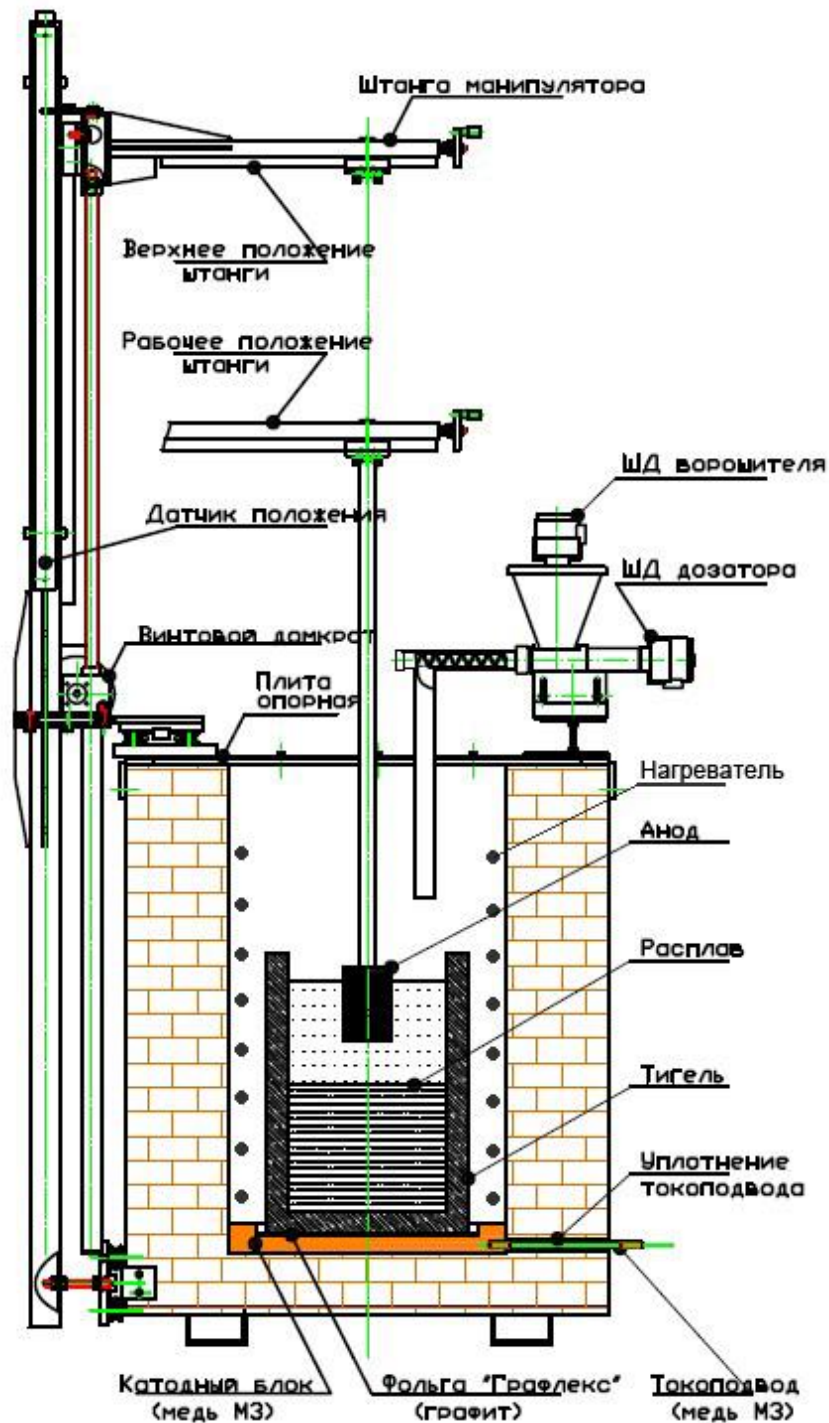 Штанга манипулятора
Верхнее положение
штанги
Рабочее положение
штанги
ШД ворошителя
Датчик положения
ШД дозатора
Винтовой домкрат
Плита
опорная
Нагреватель
Анод
Расплав
Тигель
Уплотнение
токоподвода
Катодный блок
(медь М3)
Фольга "Графлекс"
(графит)
Токоподвод
(медь М3)